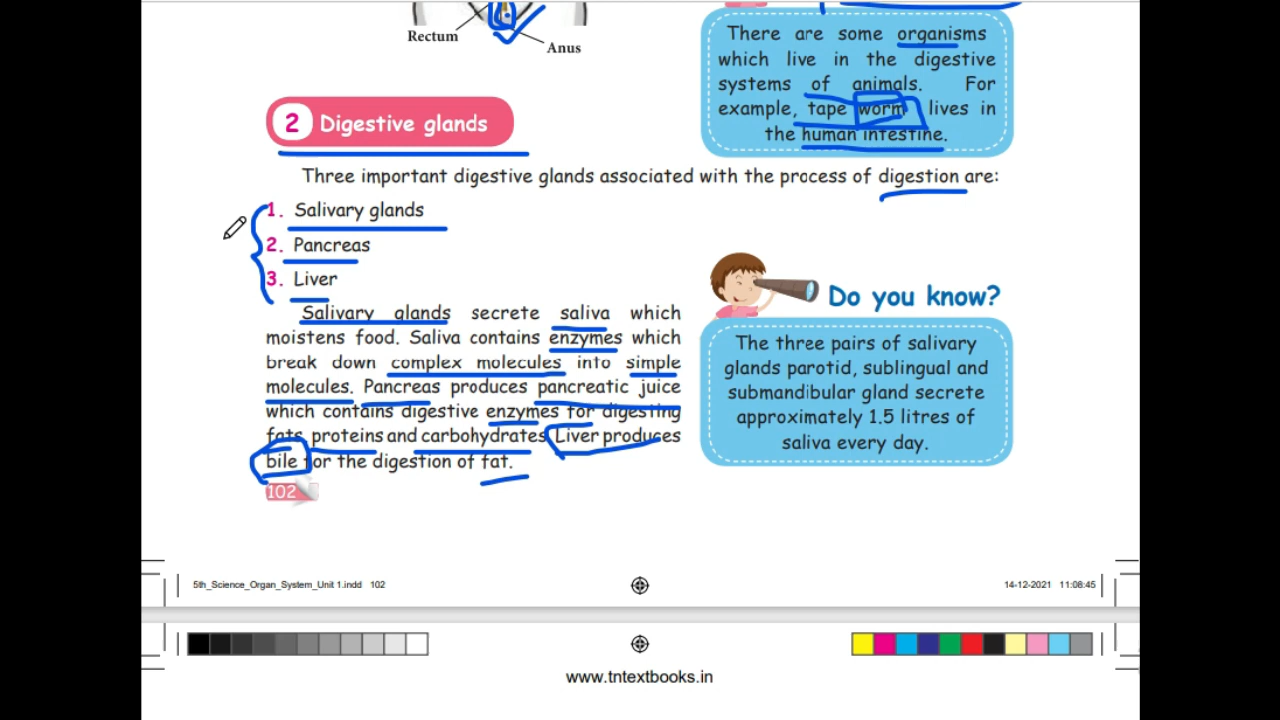 Rectum
Anus
There are some organisms
which live in the digestive
systems of animals. For
example, tape worm lives in
the human intestine.
2 Digestive glands
Three important digestive glands associated with the process of digestion are:
1. Salivary glands
2. Pancreas
3. Liver
Salivary glands secrete saliva which
moistens food. Saliva contains enzymes which
break down complex molecules into simple
molecules. Pancreas produces pancreatic juice
which contains digestive enzymes for digesting
fats, proteins and carbohydrates. Liver produces
bile for the digestion of fat.
Do you know?
The three pairs of salivary
glands parotid, sublingual and
submandibular gland secrete
approximately 1.5 litres of
saliva every day.
102
5th_Science_Organ_System_Unit 1.indd 102
14-12-2021 11:08:45
www.tntextbooks.in